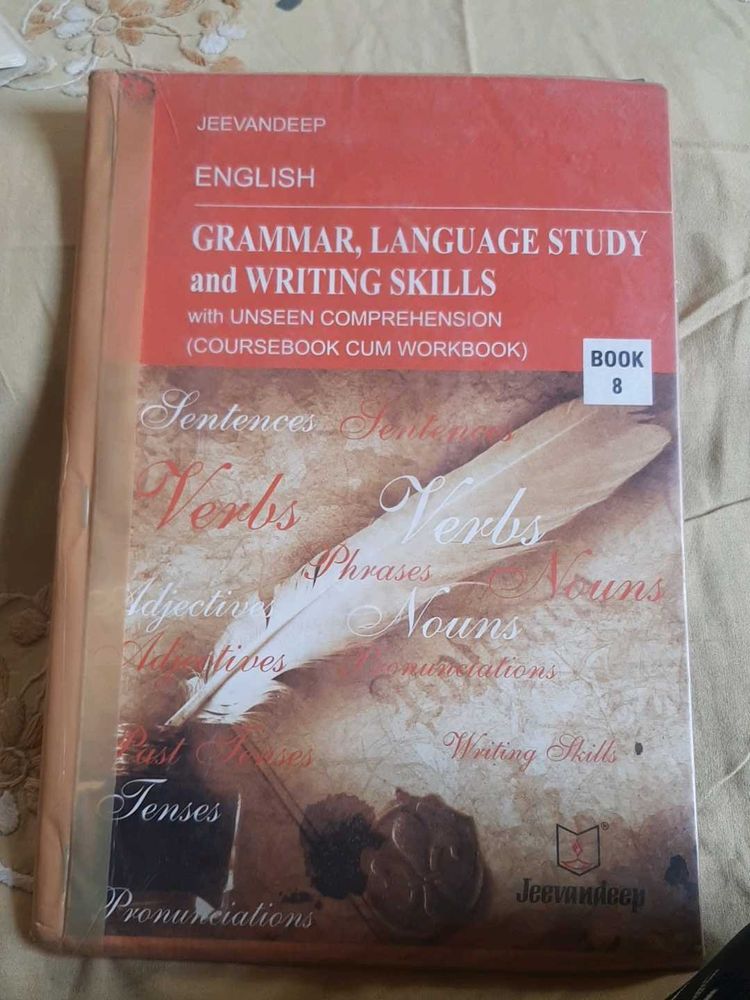 JEEVANDEEP
ENGLISH
GRAMMAR, LANGUAGE STUDY
and WRITING SKILLS
with UNSEEN COMPREHENSION
(COURSEBOOK CUM WORKBOOK)
BOOK
8
Sentences Sentences
Verbs Verbs
Phrases Nouns
Adjectives Nouns
Adjectives Pronunciations
Past Tenses Writing Skills
Tenses
Jeevandeep
Pronunciations